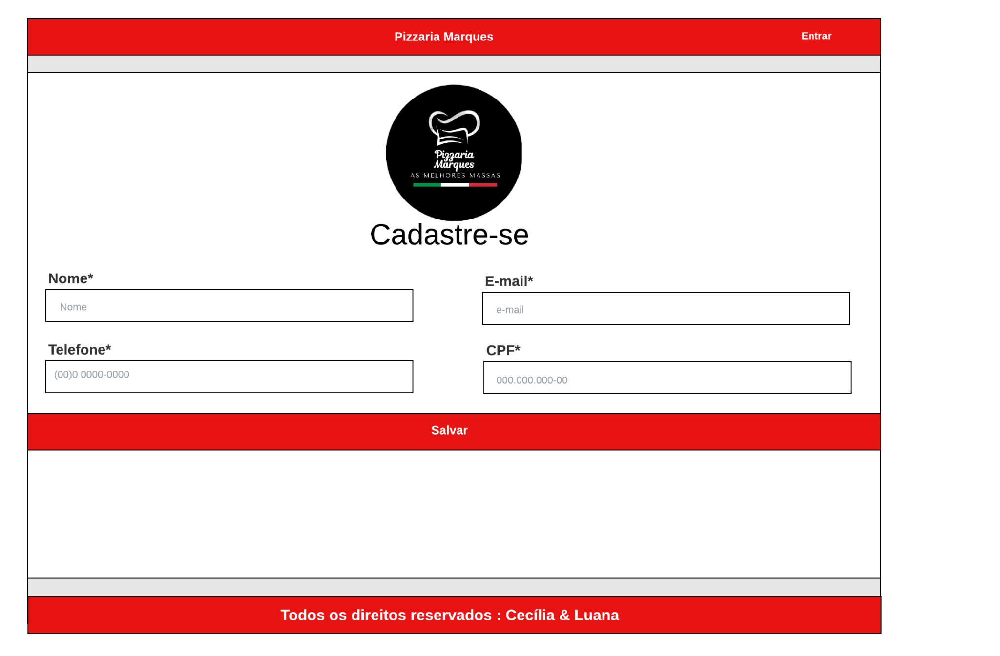 Pizzaria Marques
Entrar
Pizzaria
Marques
AS MELHORES MASSAS
Cadastre-se
Nome*
E-mail*
Nome
e-mail
Telefone*
CPF*
(00)0 0000-0000
000.000.000-00
Salvar
Todos os direitos reservados : Cecília & Luana